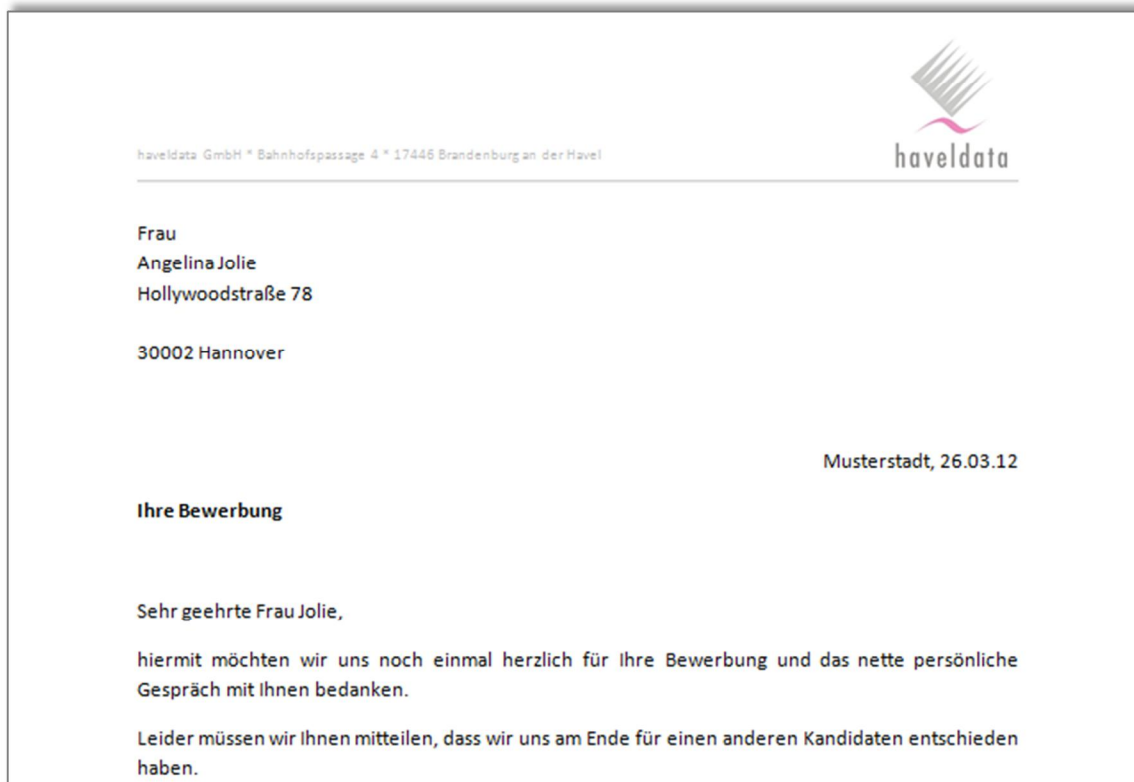 haveldata
haveldata GmbH * Bahnhofspassage 4 * 17446 Brandenburg an der Havel
Frau
Angelina Jolie
Hollywoodstraße 78
30002 Hannover
Musterstadt, 26.03.12
Ihre Bewerbung
Sehr geehrte Frau Jolie,
hiermit möchten wir uns noch einmal herzlich für Ihre Bewerbung und das nette persönliche
Gespräch mit Ihnen bedanken.
Leider müssen wir Ihnen mitteilen, dass wir uns am Ende für einen anderen Kandidaten entschieden
haben.